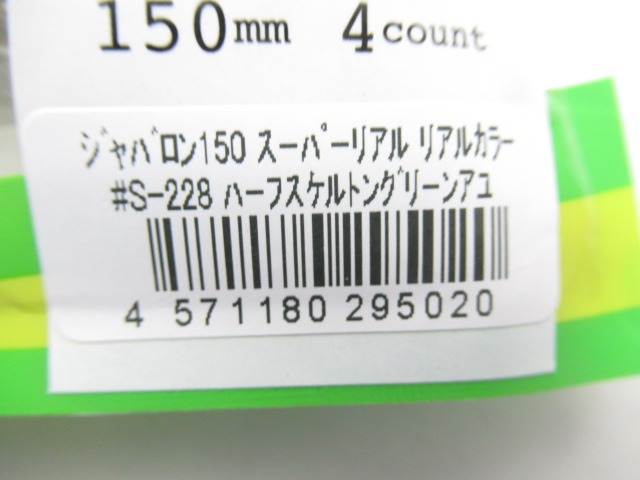 150mm 4count
ジャバロン150 スーパーリアル リアルカラー
#S-228 ハーフスケルトングリーンアユ
4 571180 295020